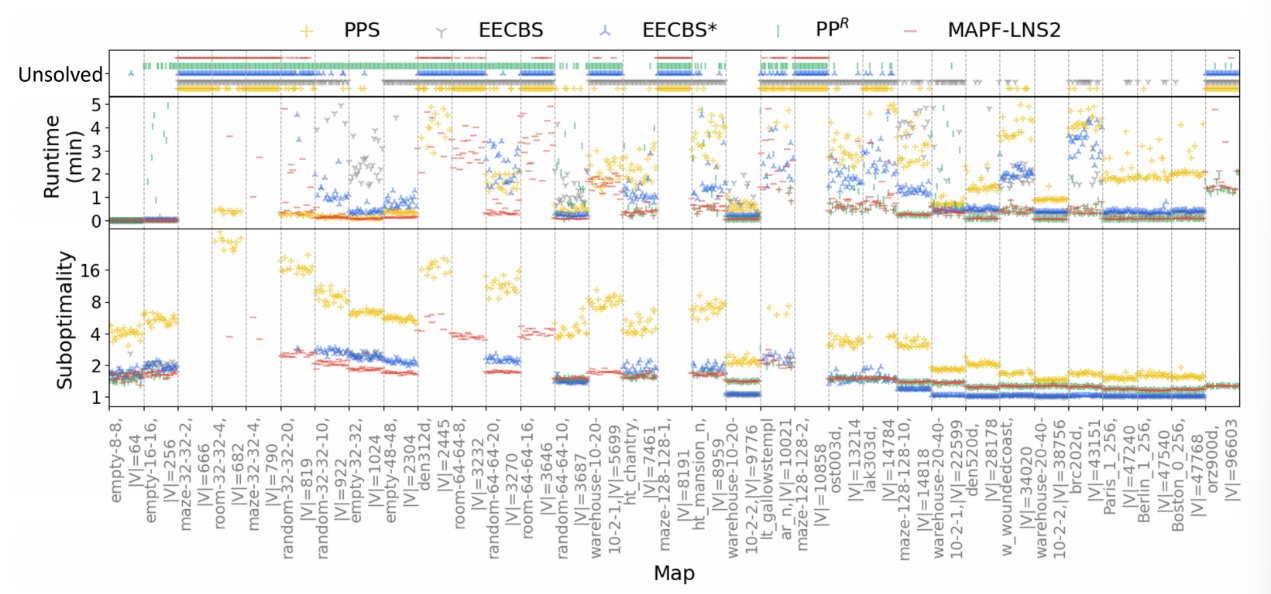 PPS EECBS EECBS* PP^R MAPF-LNS2
Unsolved
Runtime
(min)
5
4
3
2
1
0
Suboptimality
16
8
4
2
1
empty-8-8,
|V|=64
empty-16-16,
|V|=256
maze-32-32-2,
|V|=666
room-32-32-4,
|V|=682
maze-32-32-4,
|V|=790
random-32-32-20,
|V|=819
random-32-32-10,
|V|=922
empty-32-32,
|V|=1024
empty-48-48,
|V|=2304
den312d,
|V|=2445
room-64-64-8,
|V|=3232
random-64-64-20,
|V|=3270
room-64-64-16,
|V|=3646
random-64-64-10,
|V|=3687
warehouse-10-20-
10-2-1,|V|=5699
ht_chantry,
|V|=7461
maze-128-128-1,
|V|=8191
ht_mansion_n,
|V|=8959
warehouse-10-20-
10-2-2,|V|=9776
lt_gallowstempl
ar_n,|V|=10021
maze-128-128-2,
|V|=10858
ost003d,
|V|=13214
lak303d,
|V|=14784
maze-128-128-10,
|V|=14818
warehouse-20-40-
10-2-1,|V|=22599
den520d,
|V|=28178
w_woundedcoast,
|V|=34020
warehouse-20-40-
10-2-2,|V|=38756
brc202d,
|V|=43151
Paris_1_256,
|V|=47240
Berlin_1_256,
|V|=47540
Boston_0_256,
|V|=47768
orz900d,
|V|=96603
Map